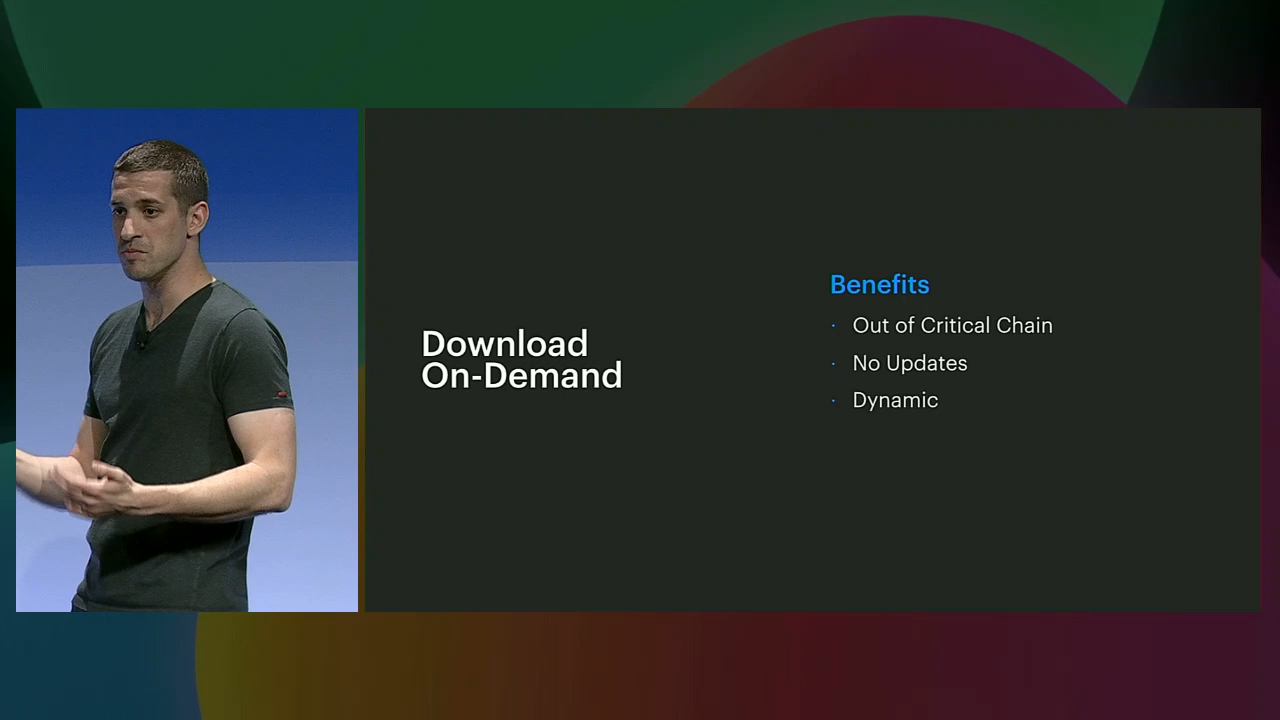 Download
On-Demand
Benefits
· Out of Critical Chain
· No Updates
· Dynamic